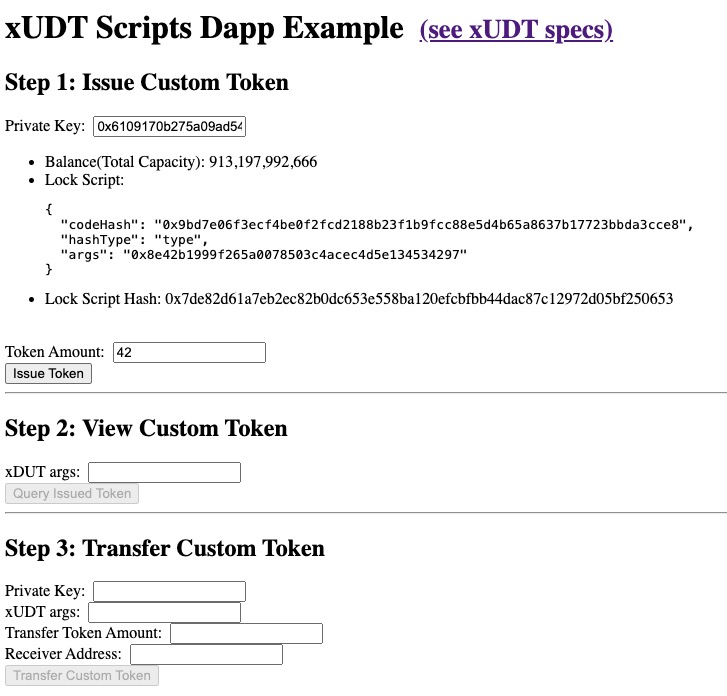 xUDT Scripts Dapp Example (see xUDT specs)
Step 1: Issue Custom Token
Private Key: 0x6109170b275a09ad54
• Balance(Total Capacity): 913,197,992,666
• Lock Script:
{
"codeHash": "0x9bd7e06f3ecf4be0f2fcd2188b23f1b9fcc88e5d4b65a8637b17723bbda3cce8",
"hashType": "type",
"args": "0x8e42b1999f265a0078503c4acec4d5e134534297"
}
• Lock Script Hash: 0x7de82d61a7eb2ec82b0dc653e558ba120efcbfbb44dac87c12972d05bf250653
Token Amount: 42
Issue Token
Step 2: View Custom Token
xDUT args:
Query Issued Token
Step 3: Transfer Custom Token
Private Key:
xUDT args:
Transfer Token Amount:
Receiver Address:
Transfer Custom Token